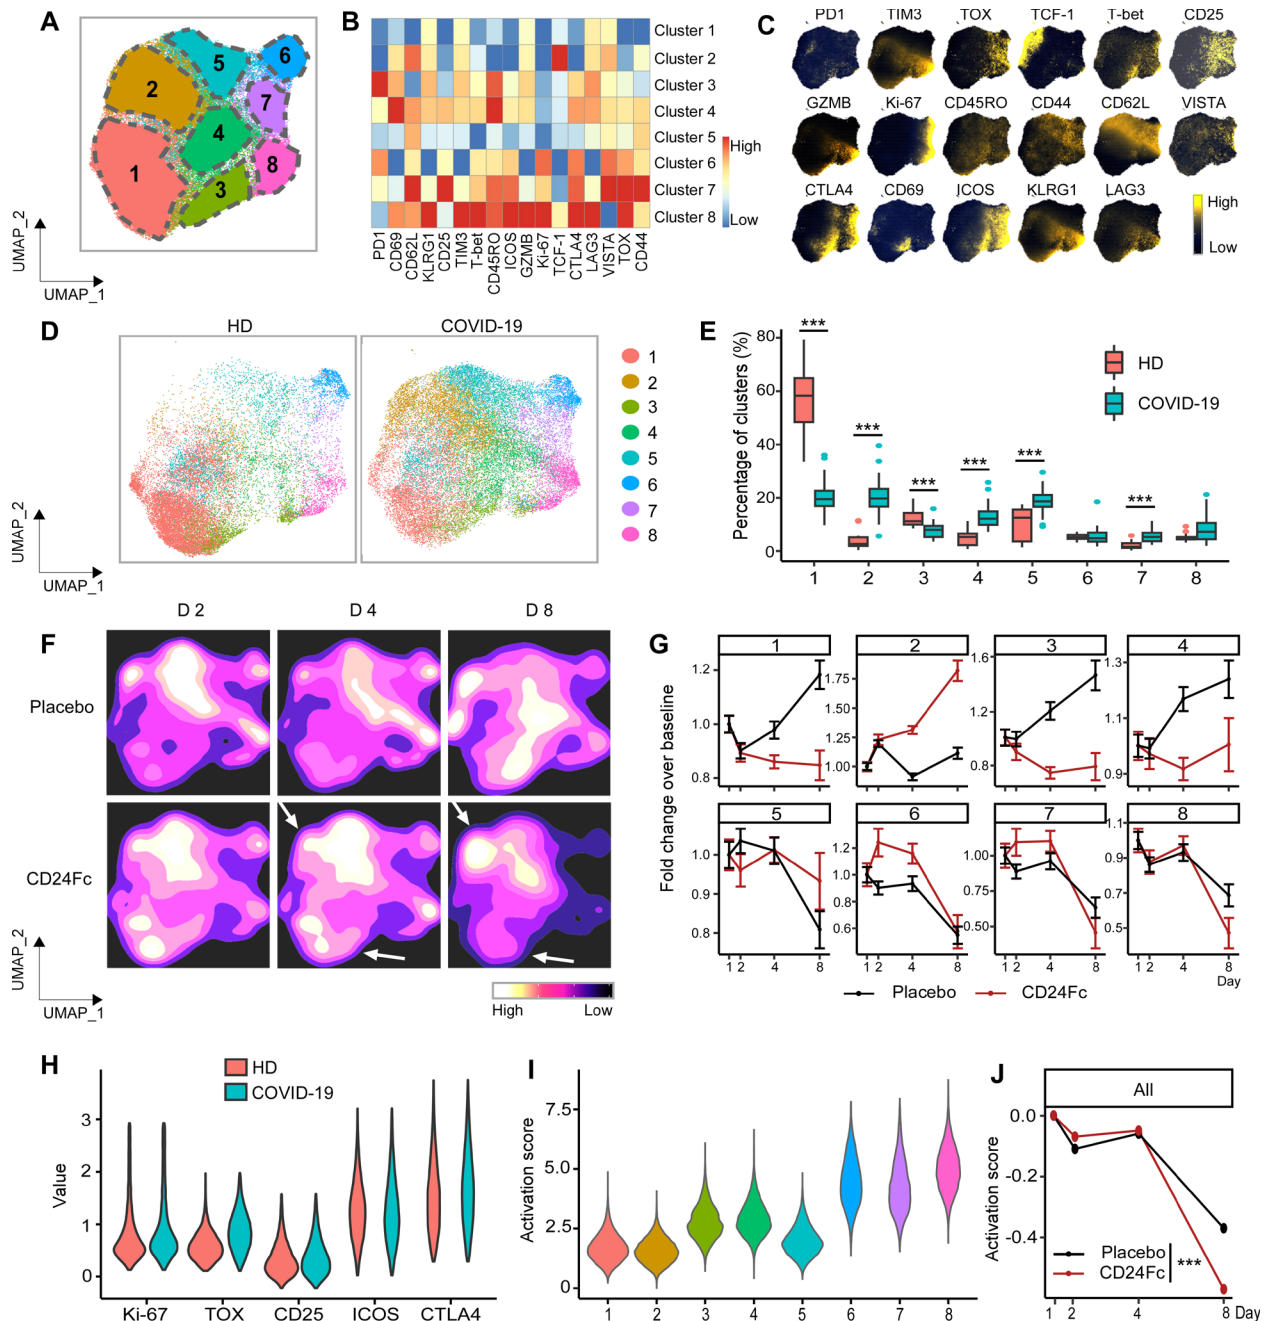 A
1
2
3
4
5
6
7
8
UMAP_2
UMAP_1
B
Cluster 1
Cluster 2
Cluster 3
Cluster 4
Cluster 5
Cluster 6
Cluster 7
Cluster 8
High
Low
PD1 CD69 CD62L KLRG1 CD25 TIM3 T-bet CD45RO ICOS GZMB Ki-67 TCF-1 CTLA4 LAG3 VISTA TOX CD44
C
PD1 TIM3 TOX TCF-1 T-bet CD25
GZMB Ki-67 CD45RO CD44 CD62L VISTA
CTLA4 CD69 ICOS KLRG1 LAG3
High
Low
D
HD COVID-19
UMAP_2
UMAP_1
1
2
3
4
5
6
7
8
E
Percentage of clusters (%)
80
60
40
20
0
*** *** *** *** *** ***
HD
COVID-19
1 2 3 4 5 6 7 8
F
D 2 D 4 D 8
Placebo
CD24Fc
UMAP_2
UMAP_1
High Low
G
Fold change over baseline
1 2 3 4
1.2
1.0
0.8
1.75
1.50
1.25
1.00
1.6
1.2
0.8
1.3
1.1
0.9
5 6 7 8
1.0
0.9
0.8
1.2
1.0
0.8
0.6
1.00
0.75
0.50
1.1
0.9
0.7
0.5
1 2 4 8 1 2 4 8 1 2 4 8 1 2 4 8
Day
Placebo CD24Fc
H
HD
COVID-19
Value
3
2
1
0
Ki-67 TOX CD25 ICOS CTLA4
I
Activation score
7.5
5.0
2.5
0
1 2 3 4 5 6 7 8
J
All
Activation score
0.0
-0.2
-0.4
Placebo
CD24Fc
***
1 2 4 8 Day